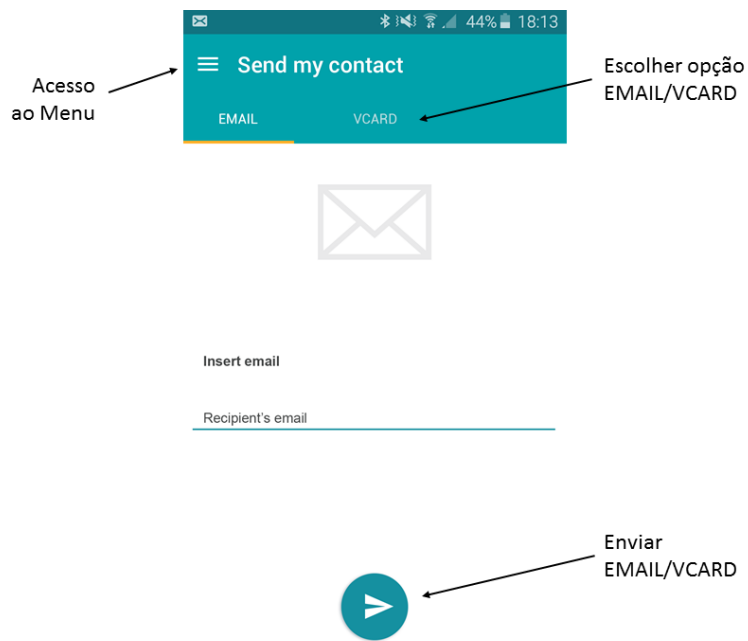 44% 18:13
Send my contact
EMAIL VCARD
Acesso
ao Menu
Escolher opção
EMAIL/VCARD
Insert email
Recipient's email
Enviar
EMAIL/VCARD